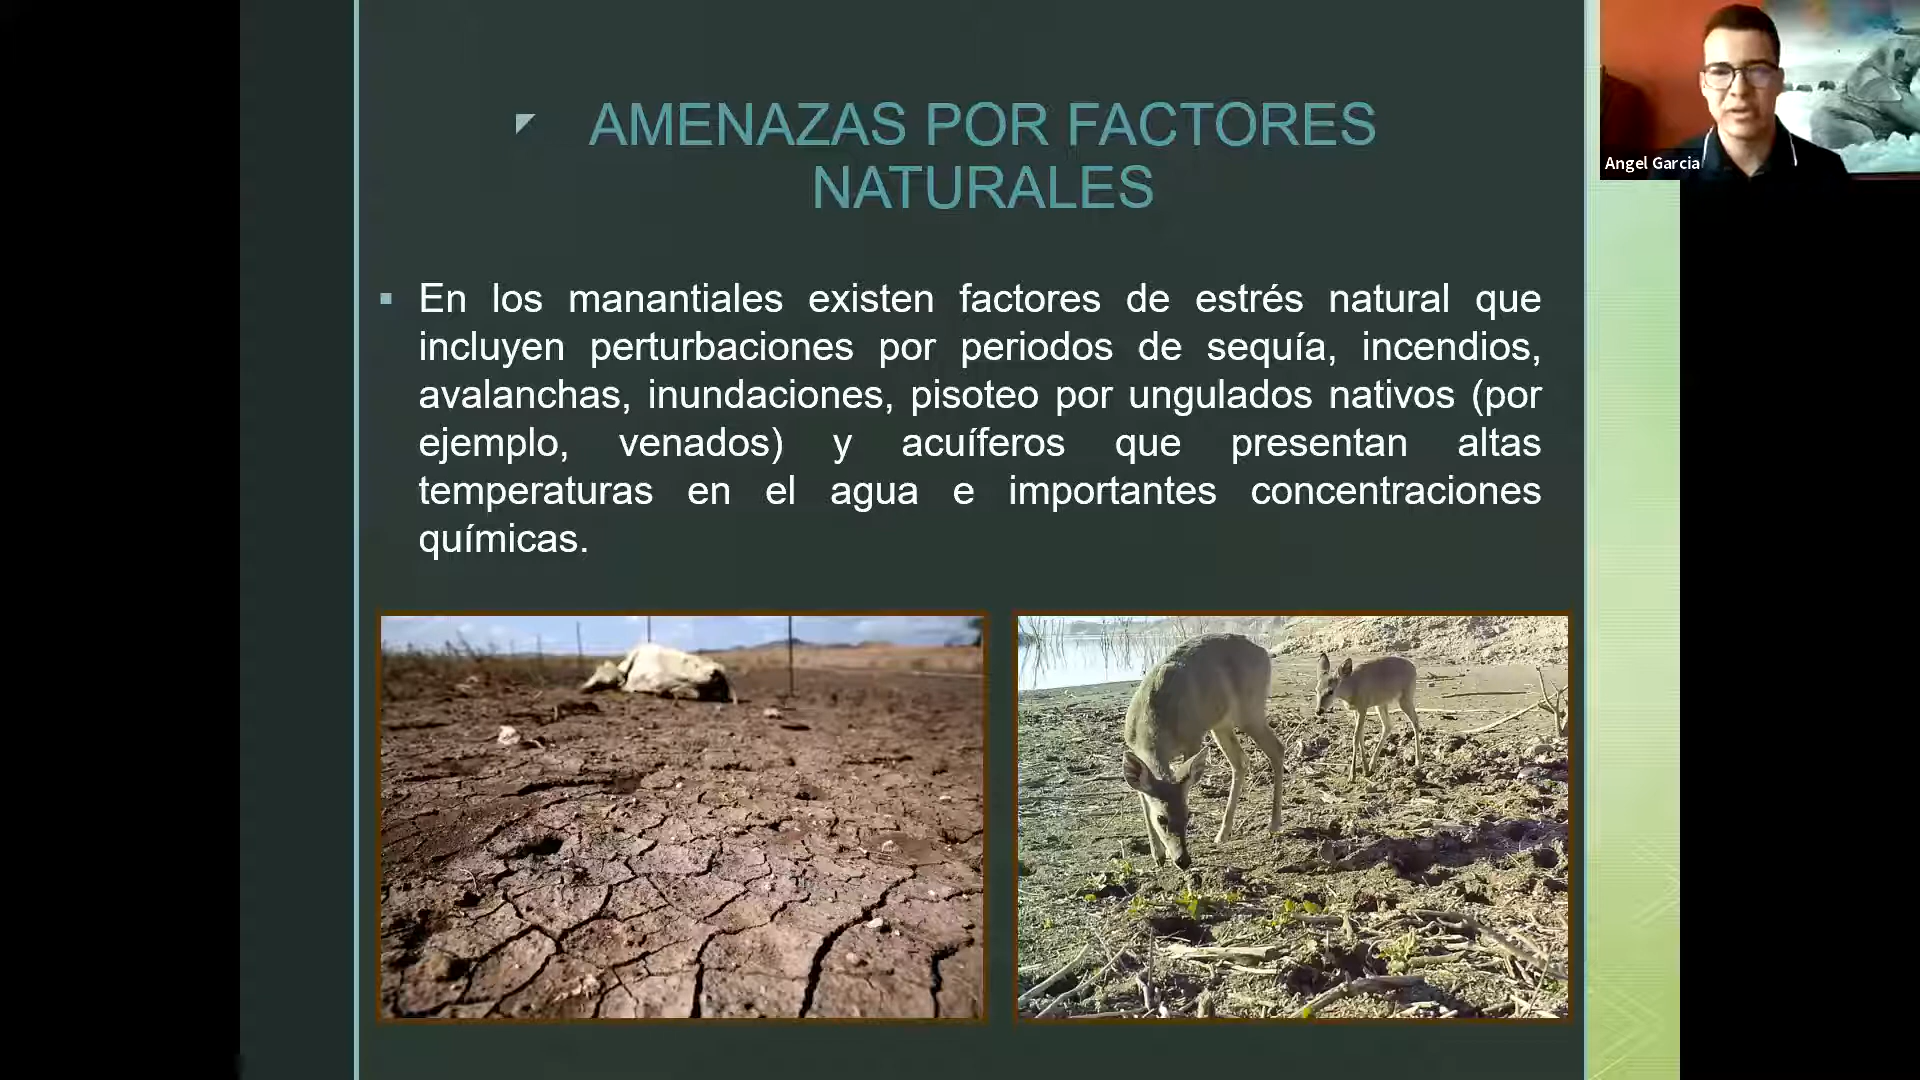 AMENAZAS POR FACTORES
NATURALES
En los manantiales existen factores de estrés natural que
incluyen perturbaciones por periodos de sequía, incendios,
avalanchas, inundaciones, pisoteo por ungulados nativos (por
ejemplo, venados) y acuíferos que presentan altas
temperaturas en el agua e importantes concentraciones
químicas.
Angel Garcia